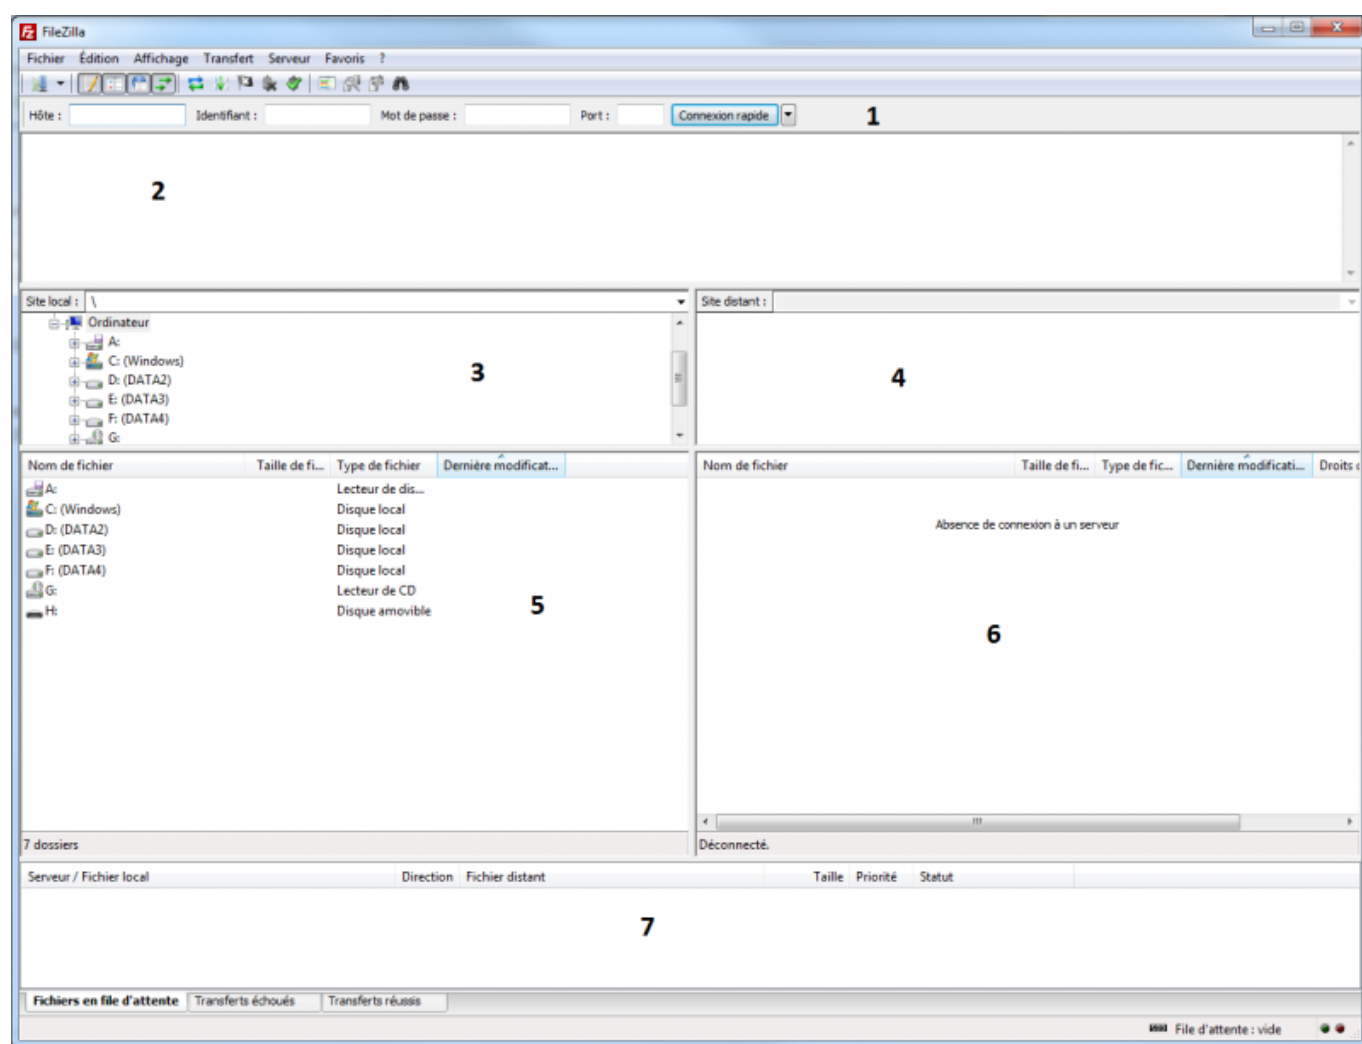 FileZilla
Fichier Édition Affichage Transfert Serveur Favoris ?
Hôte : Identifiant : Mot de passe : Port : Connexion rapide 1
2
Site local : \ Site distant :
Ordinateur
A:
C: (Windows)
D: (DATA2)
E: (DATA3)
F: (DATA4)
G:
3
4
Nom de fichier Taille de fi... Type de fichier Dernière modificat...
A: Lecteur de dis...
C: (Windows) Disque local
D: (DATA2) Disque local
E: (DATA3) Disque local
F: (DATA4) Disque local
G: Lecteur de CD
H: Disque amovible
5
7 dossiers
Nom de fichier Taille de fi... Type de fic... Dernière modificati... Droits
Absence de connexion à un serveur
6
Déconnecté.
Serveur / Fichier local Direction Fichier distant Taille Priorité Statut
7
Fichiers en file d'attente Transferts échoués Transferts réussis
File d'attente : vide